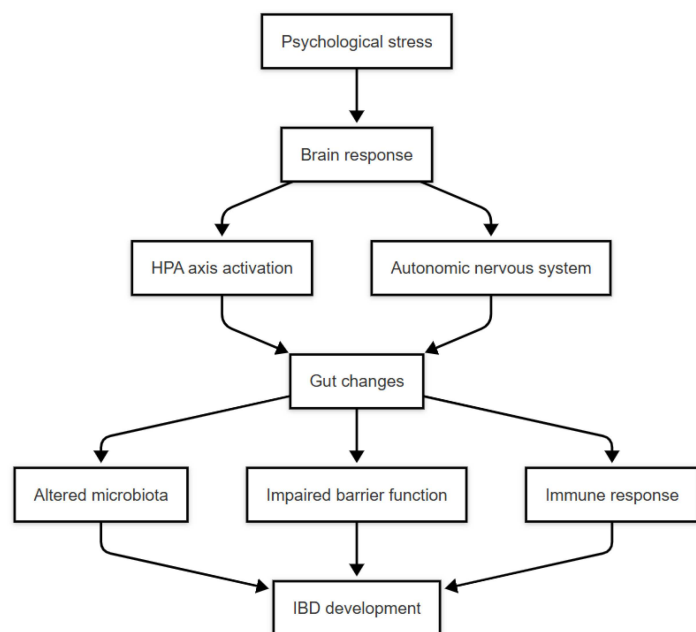 Psychological stress
Brain response
HPA axis activation
Autonomic nervous system
Gut changes
Altered microbiota
Impaired barrier function
Immune response
IBD development